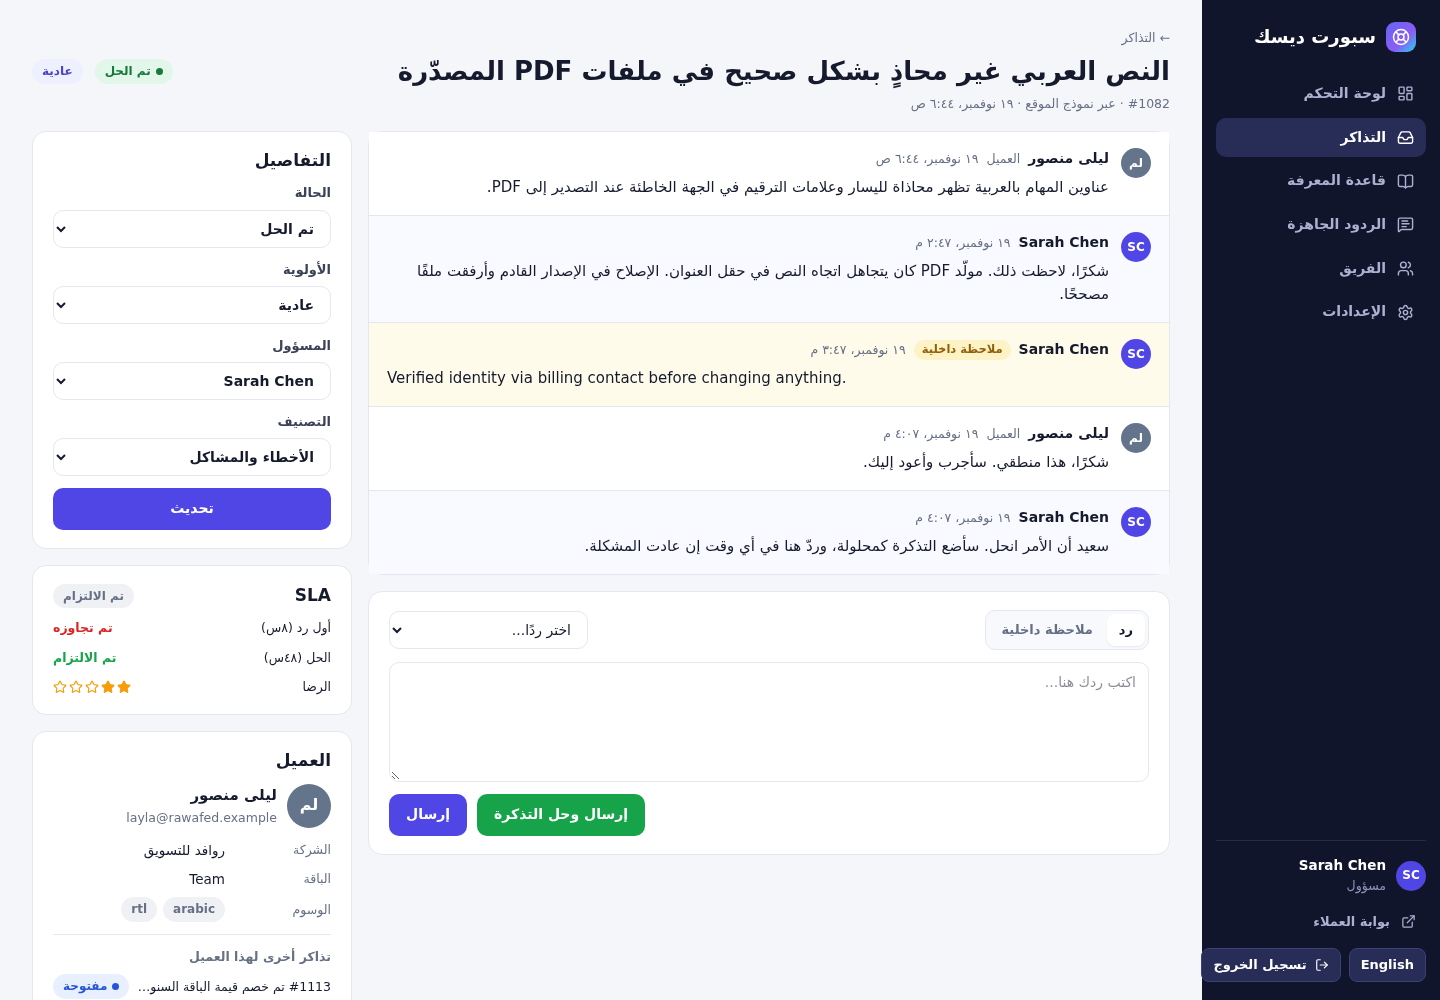 سبورت ديسك
لوحة التحكم
التذاكر
قاعدة المعرفة
الردود الجاهزة
الفريق
الإعدادات
SC
Sarah Chen
مسؤول
بوابة العملاء
English
تسجيل الخروج
← التذاكر
النص العربي غير محاذٍ بشكل صحيح في ملفات PDF المصدّرة
تم الحل
عادية
#1082 · عبر نموذج الموقع · ١٩ نوفمبر، ٦:٤٤ ص
لم
ليلى منصور العميل ١٩ نوفمبر، ٦:٤٤ ص
عناوين المهام بالعربية تظهر محاذاة لليسار وعلامات الترقيم في الجهة الخاطئة عند التصدير إلى PDF.
SC
Sarah Chen ١٩ نوفمبر، ٢:٤٧ م
شكرًا، لاحظت ذلك. مولّد PDF كان يتجاهل اتجاه النص في حقل العنوان. الإصلاح في الإصدار القادم وأرفقت ملفًا
مصححًا.
SC
Sarah Chen ملاحظة داخلية ١٩ نوفمبر، ٣:٤٧ م
Verified identity via billing contact before changing anything.
لم
ليلى منصور العميل ١٩ نوفمبر، ٤:٠٧ م
شكرًا، هذا منطقي. سأجرب وأعود إليك.
SC
Sarah Chen ١٩ نوفمبر، ٤:٠٧ م
سعيد أن الأمر انحل. سأضع التذكرة كمحلولة، وردّ هنا في أي وقت إن عادت المشكلة.
رد
ملاحظة داخلية
اختر ردًا...
اكتب ردك هنا...
إرسال وحل التذكرة
إرسال
التفاصيل
الحالة
تم الحل
الأولوية
عادية
المسؤول
Sarah Chen
التصنيف
الأخطاء والمشاكل
تحديث
SLA
تم الالتزام
أول رد (٨س)
تم تجاوزه
الحل (٤٨س)
تم الالتزام
الرضا
العميل
لم
ليلى منصور
layla@rawafed.example
الشركة
روافد للتسويق
الباقة
Team
الوسوم
arabic
rtl
تذاكر أخرى لهذا العميل
#1113 تم خصم قيمة الباقة السنو...
مفتوحة